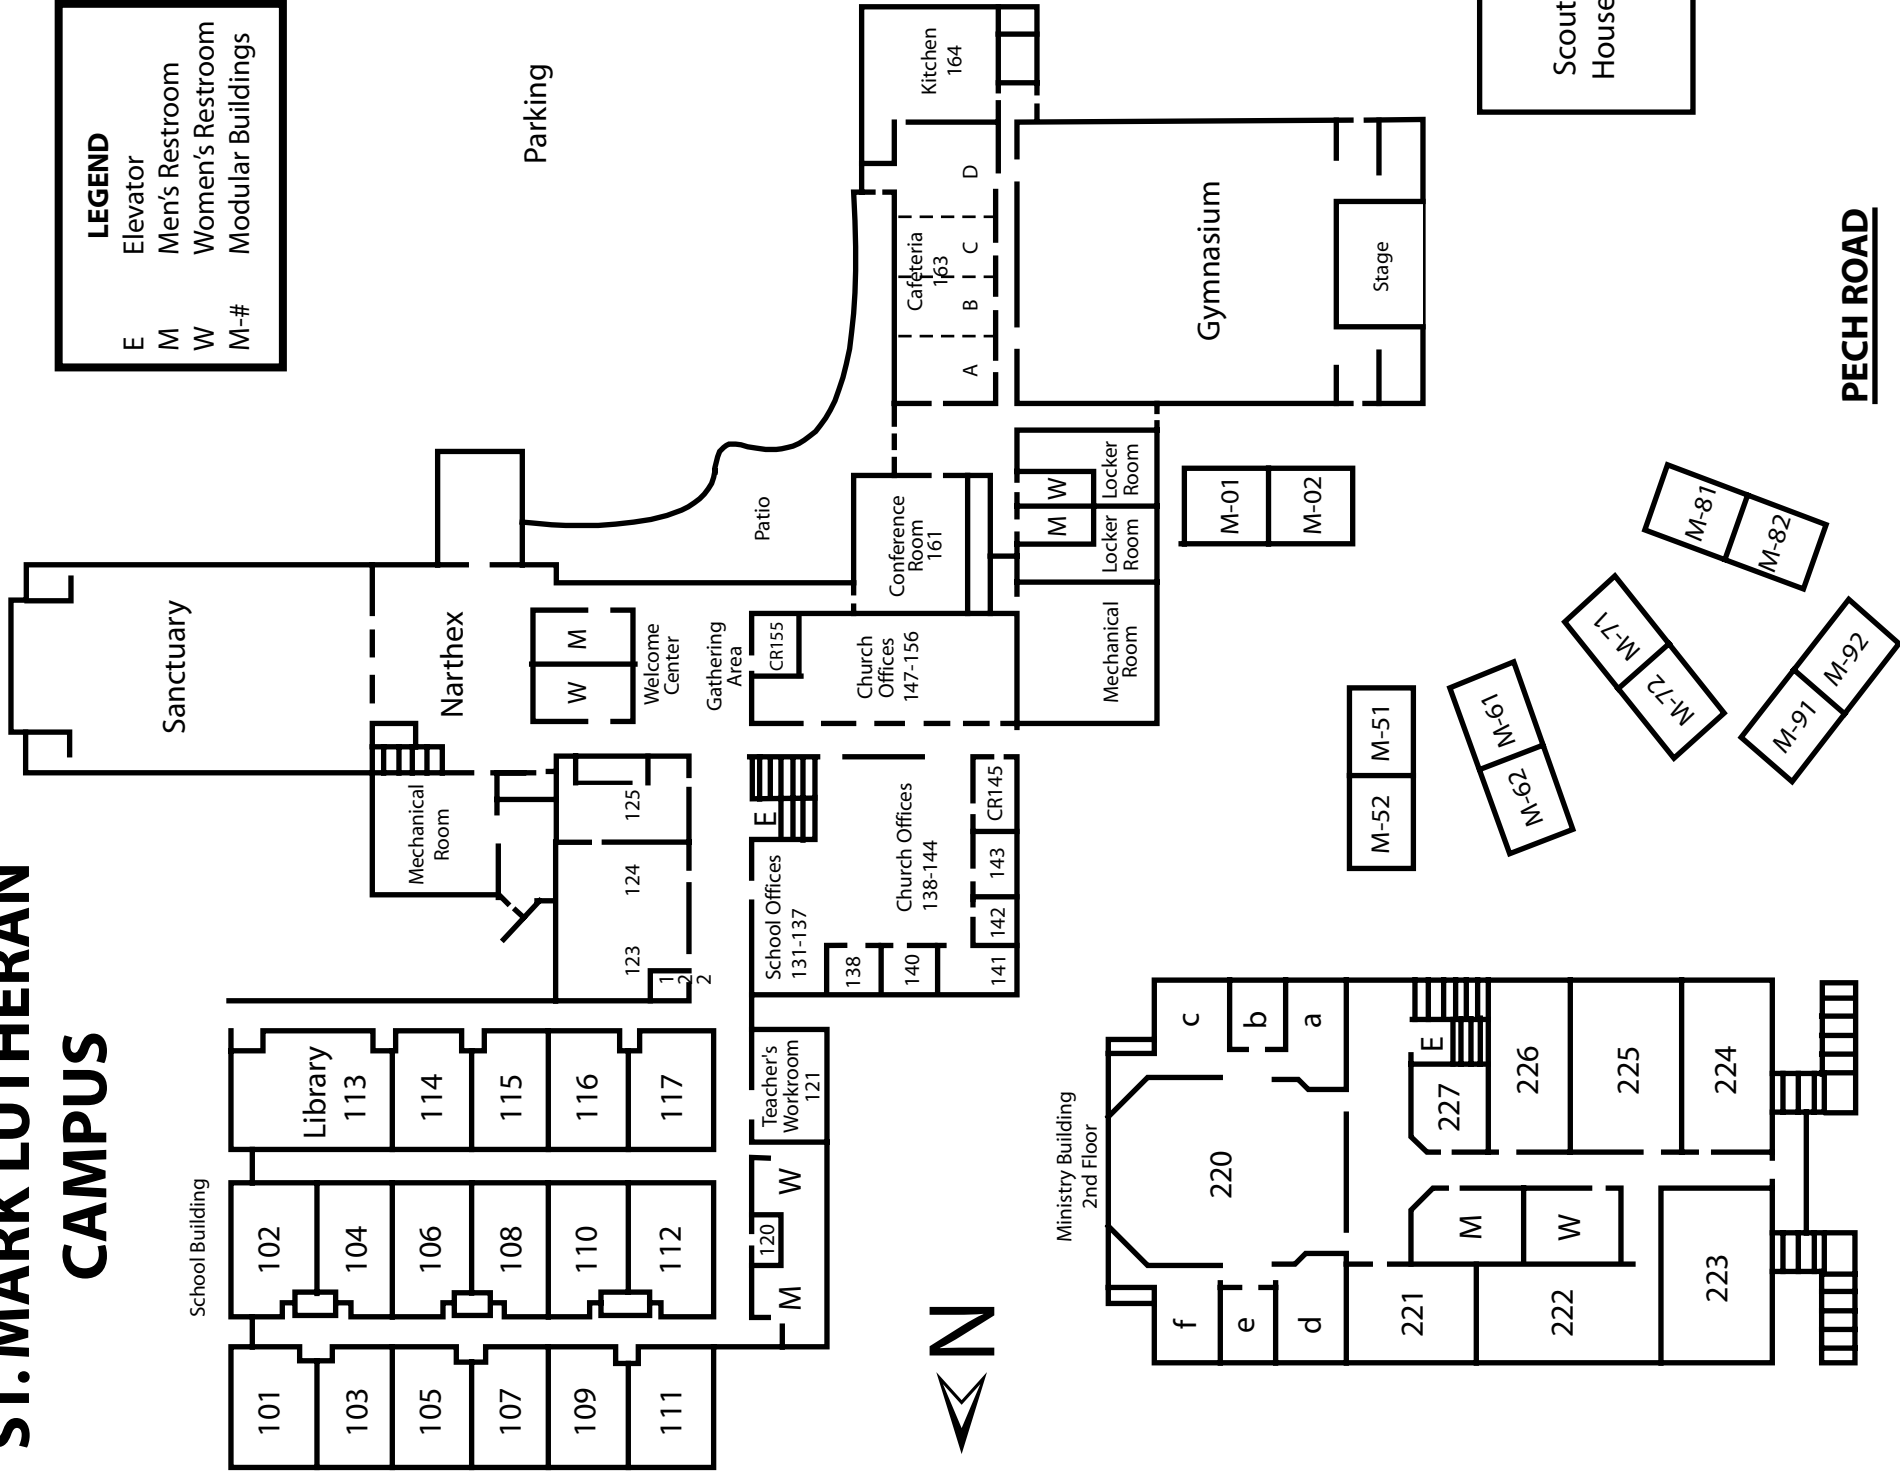 ST. MARK LUTHERAN
CAMPUS
LEGEND
E Elevator
M Men's Restroom
W Women's Restroom
M-# Modular Buildings
Parking
Kitchen
164
Scout
House
Sanctuary
Narthex
Mechanical
Room
M
W
Welcome
Center
Gathering
Area
Patio
Cafeteria
163
A
B
C
D
Gymnasium
Stage
Conference
Room
161
CR155
Church
Offices
147-156
W
M
Locker
Room
Locker
Room
Mechanical
Room
125
124
123
1
2
2
E
School Offices
131-137
Church Offices
138-144
CR145
143
142
141
138
140
School Building
Library
113
114
115
116
117
102
104
106
108
110
112
101
103
105
107
109
111
Teacher's
Workroom
121
W
120
M
N
Ministry Building
2nd Floor
c
b
a
220
f
e
d
E
227
226
225
224
M
W
221
222
223
M-01
M-02
M-51
M-52
M-61
M-62
M-71
M-72
M-81
M-82
M-91
M-92
PECH ROAD